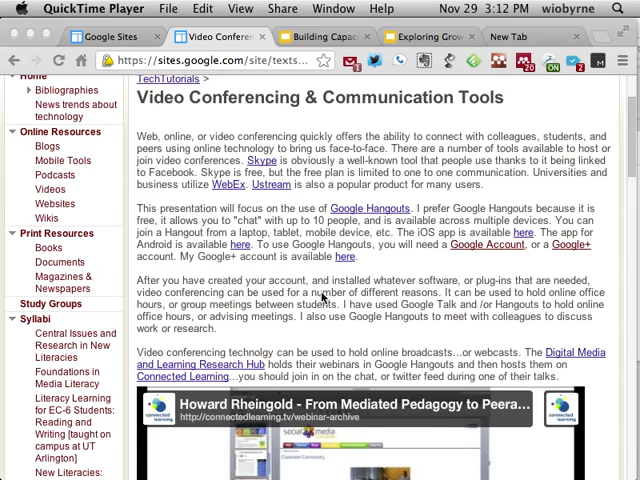 QuickTime Player File Edit View Share Window Help Nov 29 3:12 PM wiobyrne
Google Sites Video Conferen Building Capac Exploring Grow New Tab
https://sites.google.com/site/texts
Home
Bibliographies
News trends about
technology
Online Resources
Blogs
Mobile Tools
Podcasts
Videos
Websites
Wikis
Print Resources
Books
Documents
Magazines &
Newspapers
Study Groups
Syllabi
Central Issues and
Research in New
Literacies
Foundations in
Media Literacy
Literacy Learning
for EC-6 Students:
Reading and
Writing [taught on
campus at UT
Arlington]
New Literacies:
TechTutorials >
Video Conferencing & Communication Tools
Web, online, or video conferencing quickly offers the ability to connect with colleagues, students, and
peers using online technology to bring us face-to-face. There are a number of tools available to host or
join video conferences. Skype is obviously a well-known tool that people use thanks to it being linked
to Facebook. Skype is free, but the free plan is limited to one to one communication. Universities and
business utilize WebEx. Ustream is also a popular product for many users.
This presentation will focus on the use of Google Hangouts. I prefer Google Hangouts because it is
free, it allows you to "chat" with up to 10 people, and is available across multiple devices. You can
join a Hangout from a laptop, tablet, mobile device, etc. The iOS app is available here. The app for
Android is available here. To use Google Hangouts, you will need a Google Account, or a Google+
account. My Google+ account is available here.
After you have created your account, and installed whatever software, or plug-ins that are needed,
video conferencing can be used for a number of different reasons. It can be used to hold online office
hours, or group meetings between students. I have used Google Talk and /or Hangouts to hold online
office hours, or advising meetings. I also use Google Hangouts to meet with colleagues to discuss
work or research.
Video conferencing technolgy can be used to hold online broadcasts...or webcasts. The Digital Media
and Learning Research Hub holds their webinars in Google Hangouts and then hosts them on
Connected Learning...you should join in on the chat, or twitter feed during one of their talks.
Howard Rheingold - From Mediated Pedagogy to Peera...
http://connectedlearning.tv/webinar-archive
social media